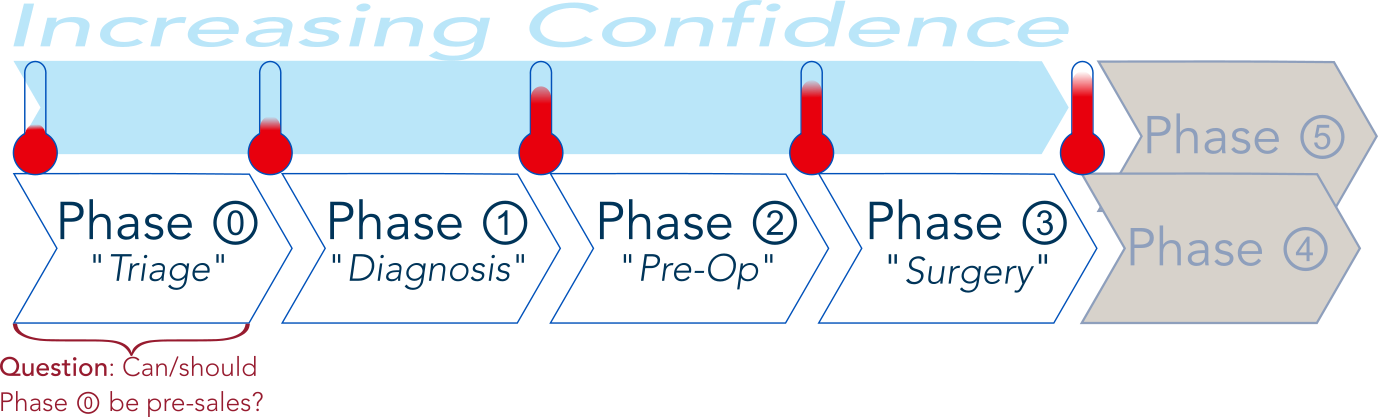 Increasing Confidence
Phase ⓪
"Triage"
Phase ①
"Diagnosis"
Phase ②
"Pre-Op"
Phase ③
"Surgery"
Phase ⑤
Phase ④
Question: Can/should
Phase ⓪ be pre-sales?